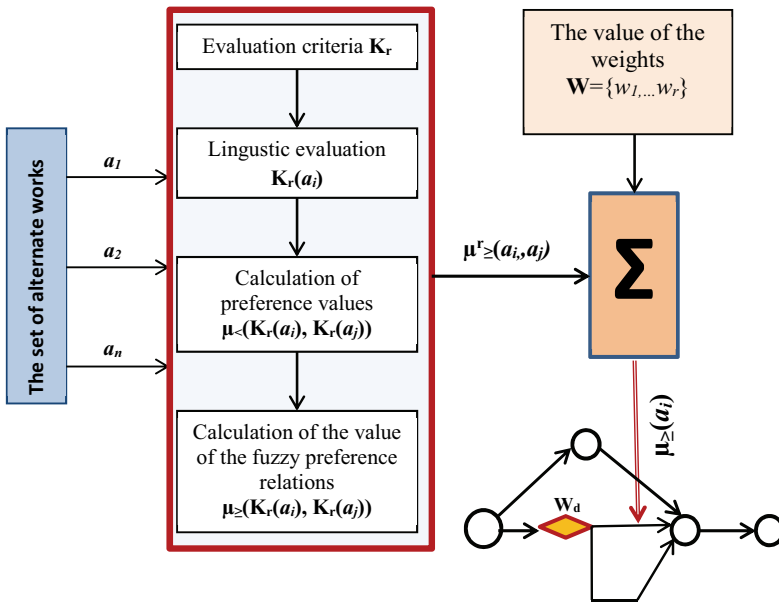 The set of alternate works
a1
a2
an
Evaluation criteria Kr
Lingustic evaluation
Kr(ai)
Calculation of
preference values
μ<(Kr(ai), Kr(aj))
Calculation of the value
of the fuzzy preference
relations
μ≥(Kr(ai), Kr(aj))
μr≥(ai,,aj)
The value of the
weights
W={w1,...wr}
Σ
μ≥(ai)
Wd